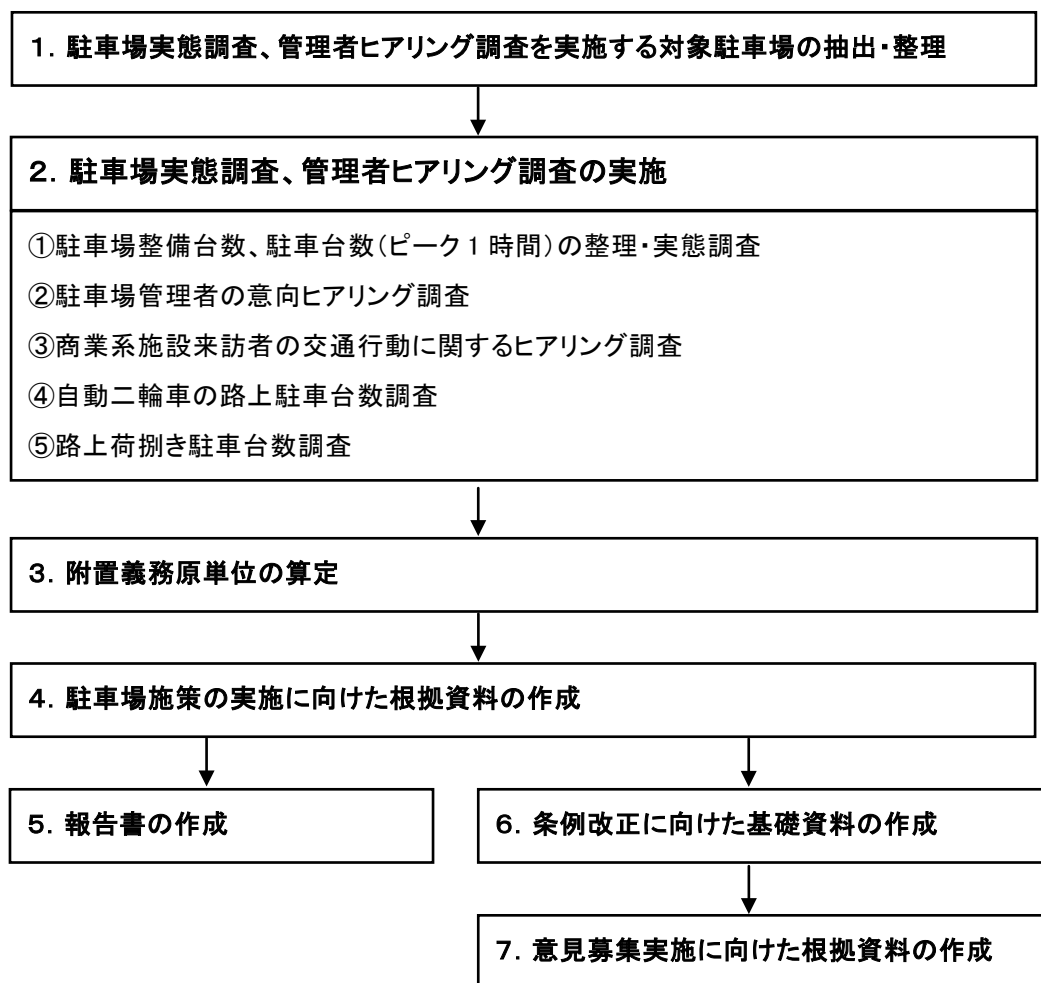 １．駐車場実態調査、管理者ヒアリング調査を実施する対象駐車場の抽出・整理
２．駐車場実態調査、管理者ヒアリング調査の実施
①駐車場整備台数、駐車台数（ピーク１時間）の整理・実態調査
②駐車場管理者の意向ヒアリング調査
③商業系施設来訪者の交通行動に関するヒアリング調査
④自動二輪車の路上駐車台数調査
⑤路上荷捌き駐車台数調査
３．附置義務原単位の算定
４．駐車場施策の実施に向けた根拠資料の作成
５．報告書の作成
６．条例改正に向けた基礎資料の作成
７．意見募集実施に向けた根拠資料の作成